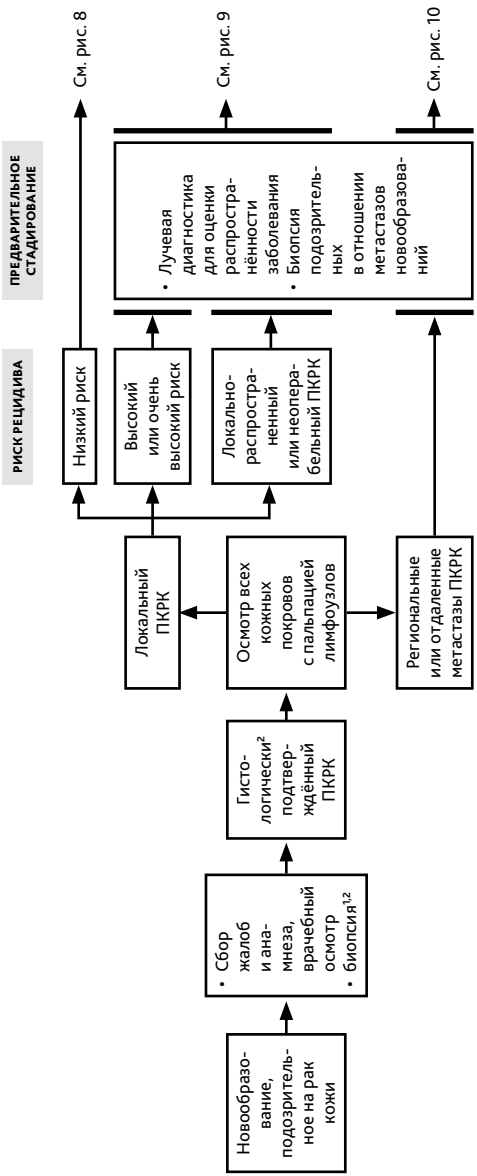 Новообразо-
вание,
подозритель-
ное на рак
кожи
• Сбор
жалоб
и ана-
мнеза,
врачебный
осмотр
• биопсия1,2
Гисто-
логически2
подтвер-
ждённый
ПКРК
Осмотр всех
кожных
покровов
с пальпацией
лимфоузлов
Локальный
ПКРК
Региональные
или отдаленные
метастазы ПКРК
РИСК РЕЦИДИВА
Низкий риск
Высокий
или очень
высокий риск
Локально-
распростра-
ненный
или неопера-
бельный ПКРК
ПРЕДВАРИТЕЛЬНОЕ
СТАДИРОВАНИЕ
• Лучевая
диагностика
для оценки
распростра-
нённости
заболевания
• Биопсия
подозритель-
ных
в отношении
метастазов
новообразова-
ний
См. рис. 8
См. рис. 9
См. рис. 10